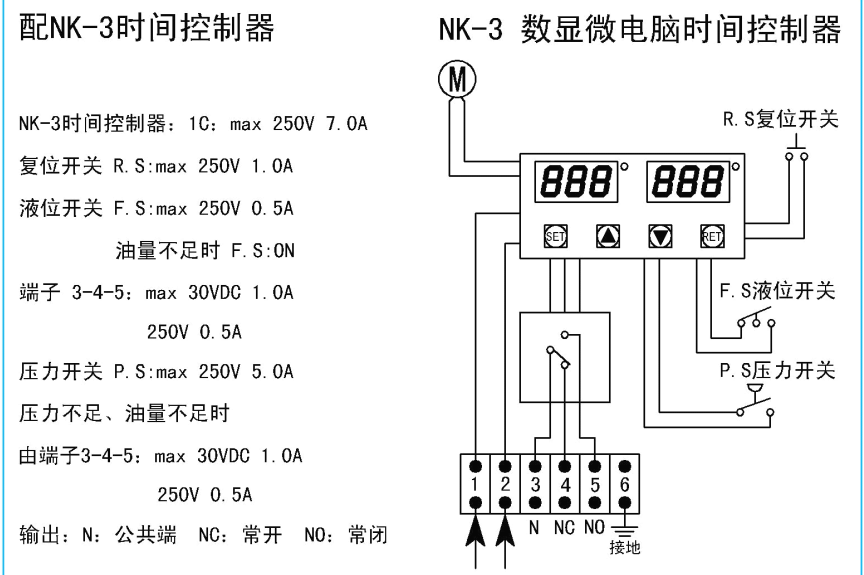 配NK-3时间控制器
NK-3时间控制器：1C：max 250V 7.0A
复位开关 R.S:max 250V 1.0A
液位开关 F.S:max 250V 0.5A
油量不足时 F.S:ON
端子 3-4-5：max 30VDC 1.0A
250V 0.5A
压力开关 P.S:max 250V 5.0A
压力不足、油量不足时
由端子3-4-5：max 30VDC 1.0A
250V 0.5A
输出：N：公共端 NC：常开 NO：常闭
NK-3 数显微电脑时间控制器
M
R.S复位开关
888 888
SET RET
F.S液位开关
P.S压力开关
1 2 3 4 5 6
N NC NO
接地